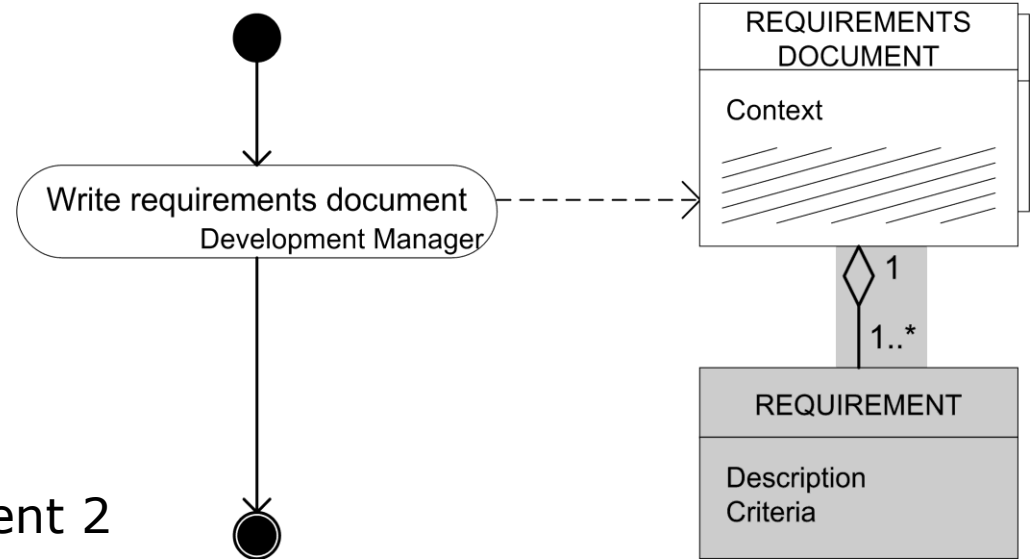 REQUIREMENTS
DOCUMENT
Context
Write requirements document
Development Manager
1
1..*
REQUIREMENT
Description
Criteria
ent 2